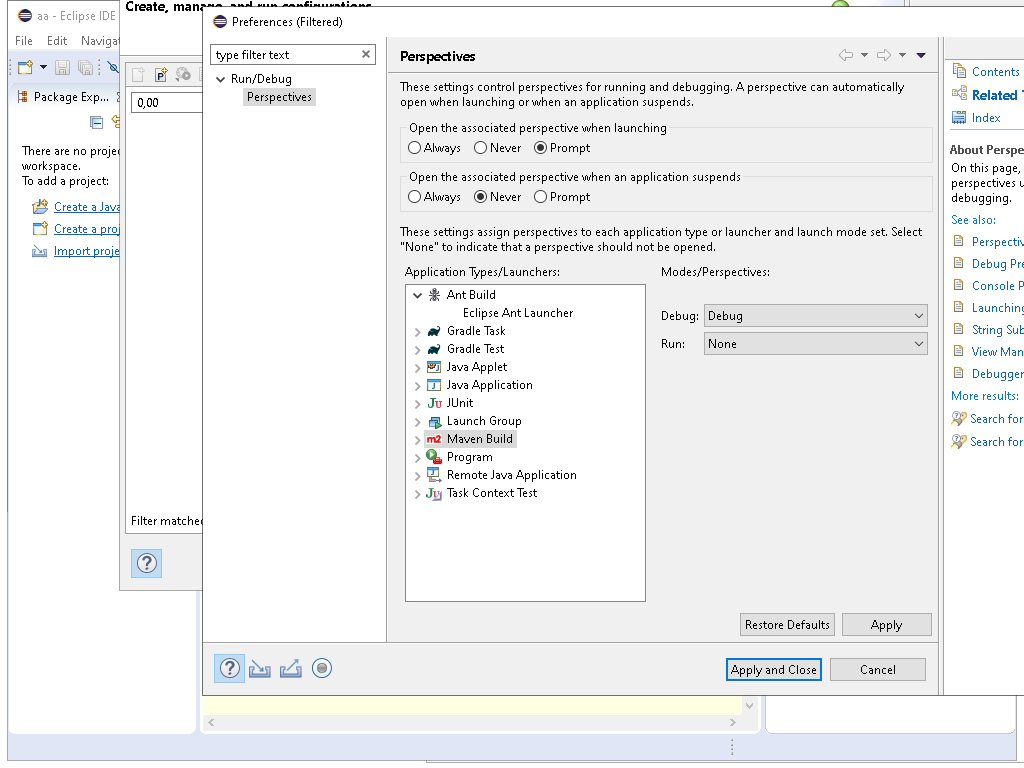 aa - Eclipse IDE
Create, manage, and run configurations
File Edit Navigat
Package Exp...
There are no proje
workspace.
To add a project:
Create a Java
Create a proj
Import proje
0,00
Filter matched
Preferences (Filtered)
type filter text
Run/Debug
Perspectives
Perspectives
These settings control perspectives for running and debugging. A perspective can automatically
open when launching or when an application suspends.
Open the associated perspective when launching
Always Never Prompt
Open the associated perspective when an application suspends
Always Never Prompt
These settings assign perspectives to each application type or launcher and launch mode set. Select
"None" to indicate that a perspective should not be opened.
Application Types/Launchers:
Ant Build
Eclipse Ant Launcher
Gradle Task
Gradle Test
Java Applet
Java Application
JUnit
Launch Group
Maven Build
Program
Remote Java Application
Task Context Test
Modes/Perspectives:
Debug: Debug
Run: None
Restore Defaults Apply
Apply and Close Cancel
Contents
Related T
Index
About Perspe
On this page,
perspectives u
debugging.
See also:
Perspectiv
Debug Pre
Console P
Launching
String Sub
View Man
Debugger
More results:
Search for
Search for